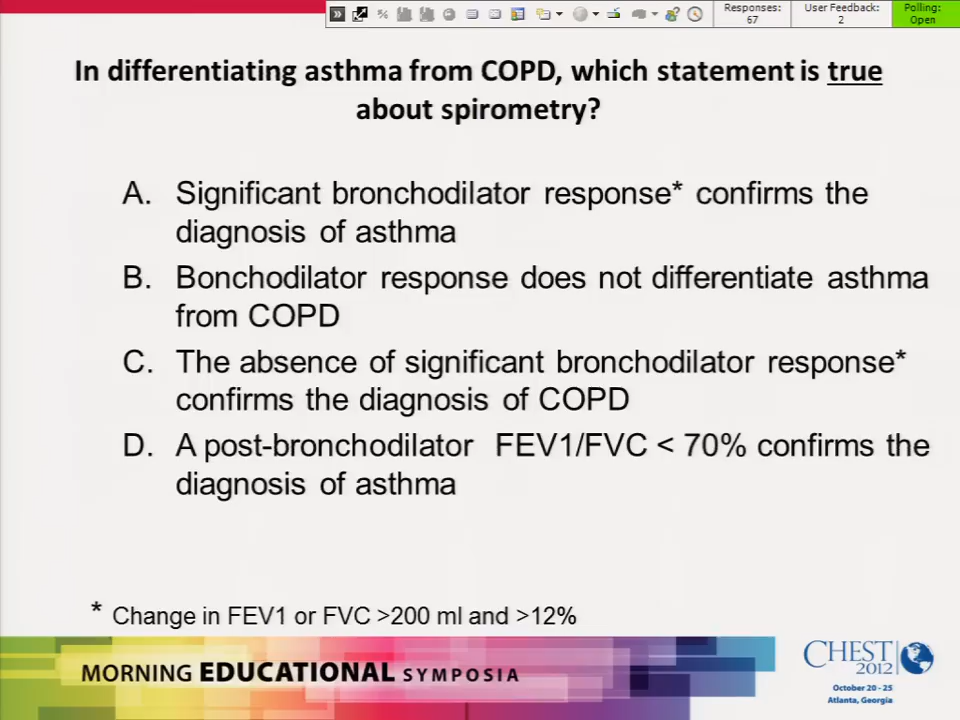 Responses:
67
User Feedback:
2
Polling:
Open
In differentiating asthma from COPD, which statement is true
about spirometry?
A. Significant bronchodilator response* confirms the
diagnosis of asthma
B. Bonchodilator response does not differentiate asthma
from COPD
C. The absence of significant bronchodilator response*
confirms the diagnosis of COPD
D. A post-bronchodilator FEV1/FVC < 70% confirms the
diagnosis of asthma
* Change in FEV1 or FVC >200 ml and >12%
MORNING EDUCATIONAL SYMPOSIA
CHEST
2012
October 20 - 25
Atlanta, Georgia